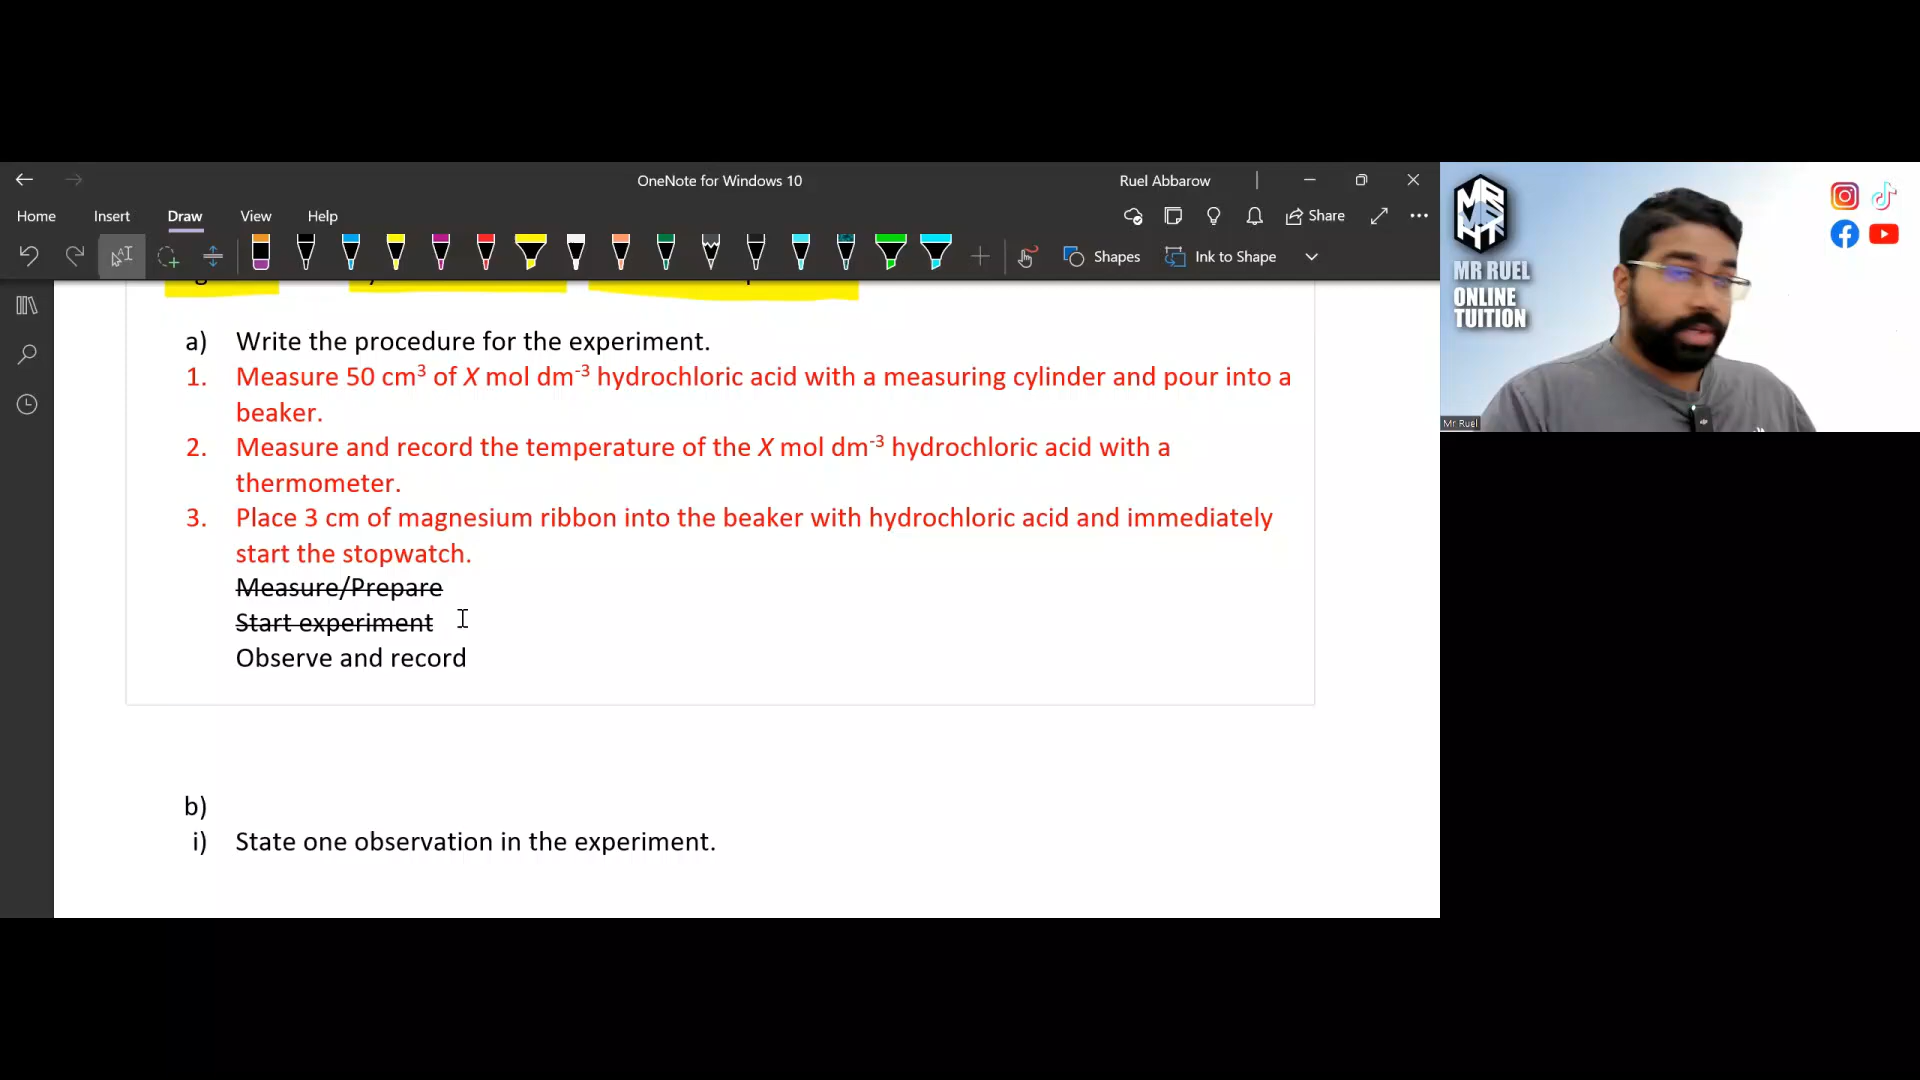 OneNote for Windows 10
Ruel Abbarow
Home Insert Draw View Help
Share
Shapes
Ink to Shape
a) Write the procedure for the experiment.
1. Measure 50 cm³ of X mol dm⁻³ hydrochloric acid with a measuring cylinder and pour into a
beaker.
2. Measure and record the temperature of the X mol dm⁻³ hydrochloric acid with a
thermometer.
3. Place 3 cm of magnesium ribbon into the beaker with hydrochloric acid and immediately
start the stopwatch.
Measure/Prepare
Start experiment
Observe and record
b)
i) State one observation in the experiment.
MR RUEL
ONLINE
TUITION
Mr Ruel